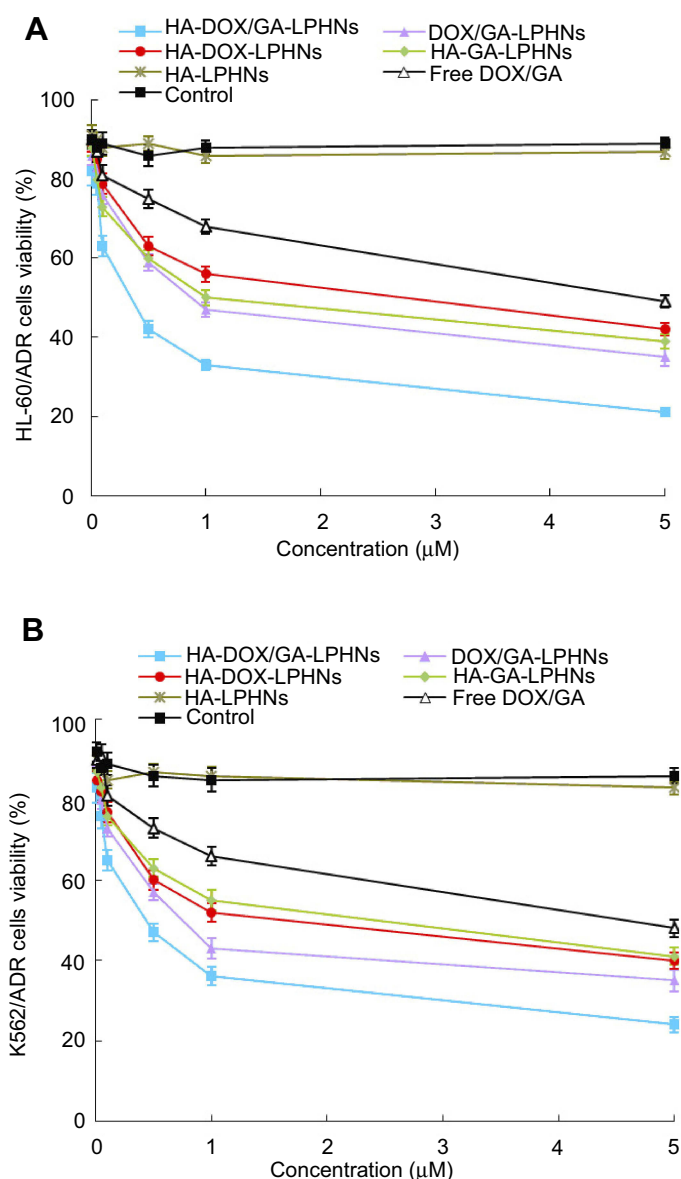 A
HA-DOX/GA-LPHNs DOX/GA-LPHNs
HA-DOX-LPHNs HA-GA-LPHNs
HA-LPHNs Free DOX/GA
Control
100
80
60
40
20
0
HL-60/ADR cells viability (%)
0 1 2 3 4 5
Concentration (μM)
B
HA-DOX/GA-LPHNs DOX/GA-LPHNs
HA-DOX-LPHNs HA-GA-LPHNs
HA-LPHNs Free DOX/GA
Control
100
80
60
40
20
0
K562/ADR cells viability (%)
0 1 2 3 4 5
Concentration (μM)